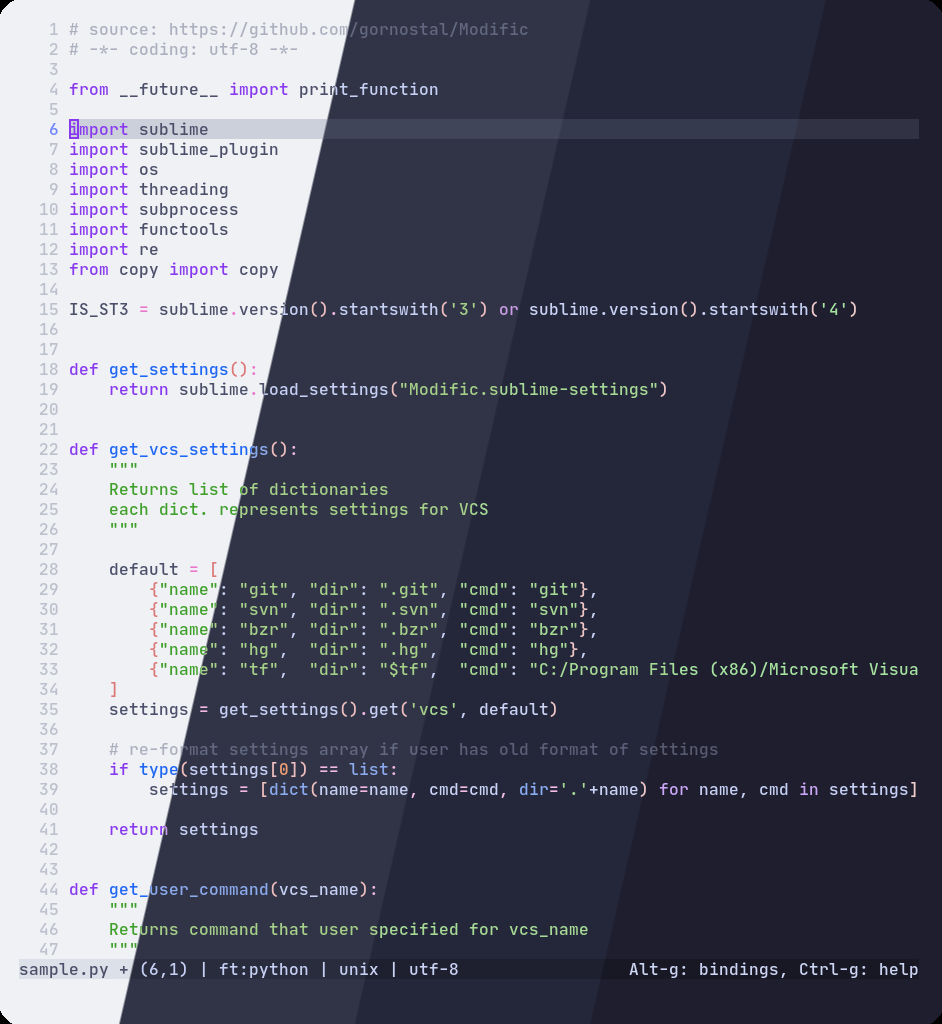 1 # source: https://github.com/gornostal/Modific
2 # -*- coding: utf-8 -*-
3
4 from __future__ import print_function
5
6 import sublime
7 import sublime_plugin
8 import os
9 import threading
10 import subprocess
11 import functools
12 import re
13 from copy import copy
14
15 IS_ST3 = sublime.version().startswith('3') or sublime.version().startswith('4')
16
17
18 def get_settings():
19     return sublime.load_settings("Modific.sublime-settings")
20
21
22 def get_vcs_settings():
23     """
24     Returns list of dictionaries
25     each dict. represents settings for VCS
26     """
27
28     default = [
29         {"name": "git", "dir": ".git", "cmd": "git"},
30         {"name": "svn", "dir": ".svn", "cmd": "svn"},
31         {"name": "bzr", "dir": ".bzr", "cmd": "bzr"},
32         {"name": "hg",  "dir": ".hg",  "cmd": "hg"},
33         {"name": "tf",  "dir": "$tf",  "cmd": "C:/Program Files (x86)/Microsoft Visua
34     ]
35     settings = get_settings().get('vcs', default)
36
37     # re-format settings array if user has old format of settings
38     if type(settings[0]) == list:
39         settings = [dict(name=name, cmd=cmd, dir='.'+name) for name, cmd in settings]
40
41     return settings
42
43
44 def get_user_command(vcs_name):
45     """
46     Returns command that user specified for vcs_name
47     """
sample.py + (6,1) | ft:python | unix | utf-8 Alt-g: bindings, Ctrl-g: help